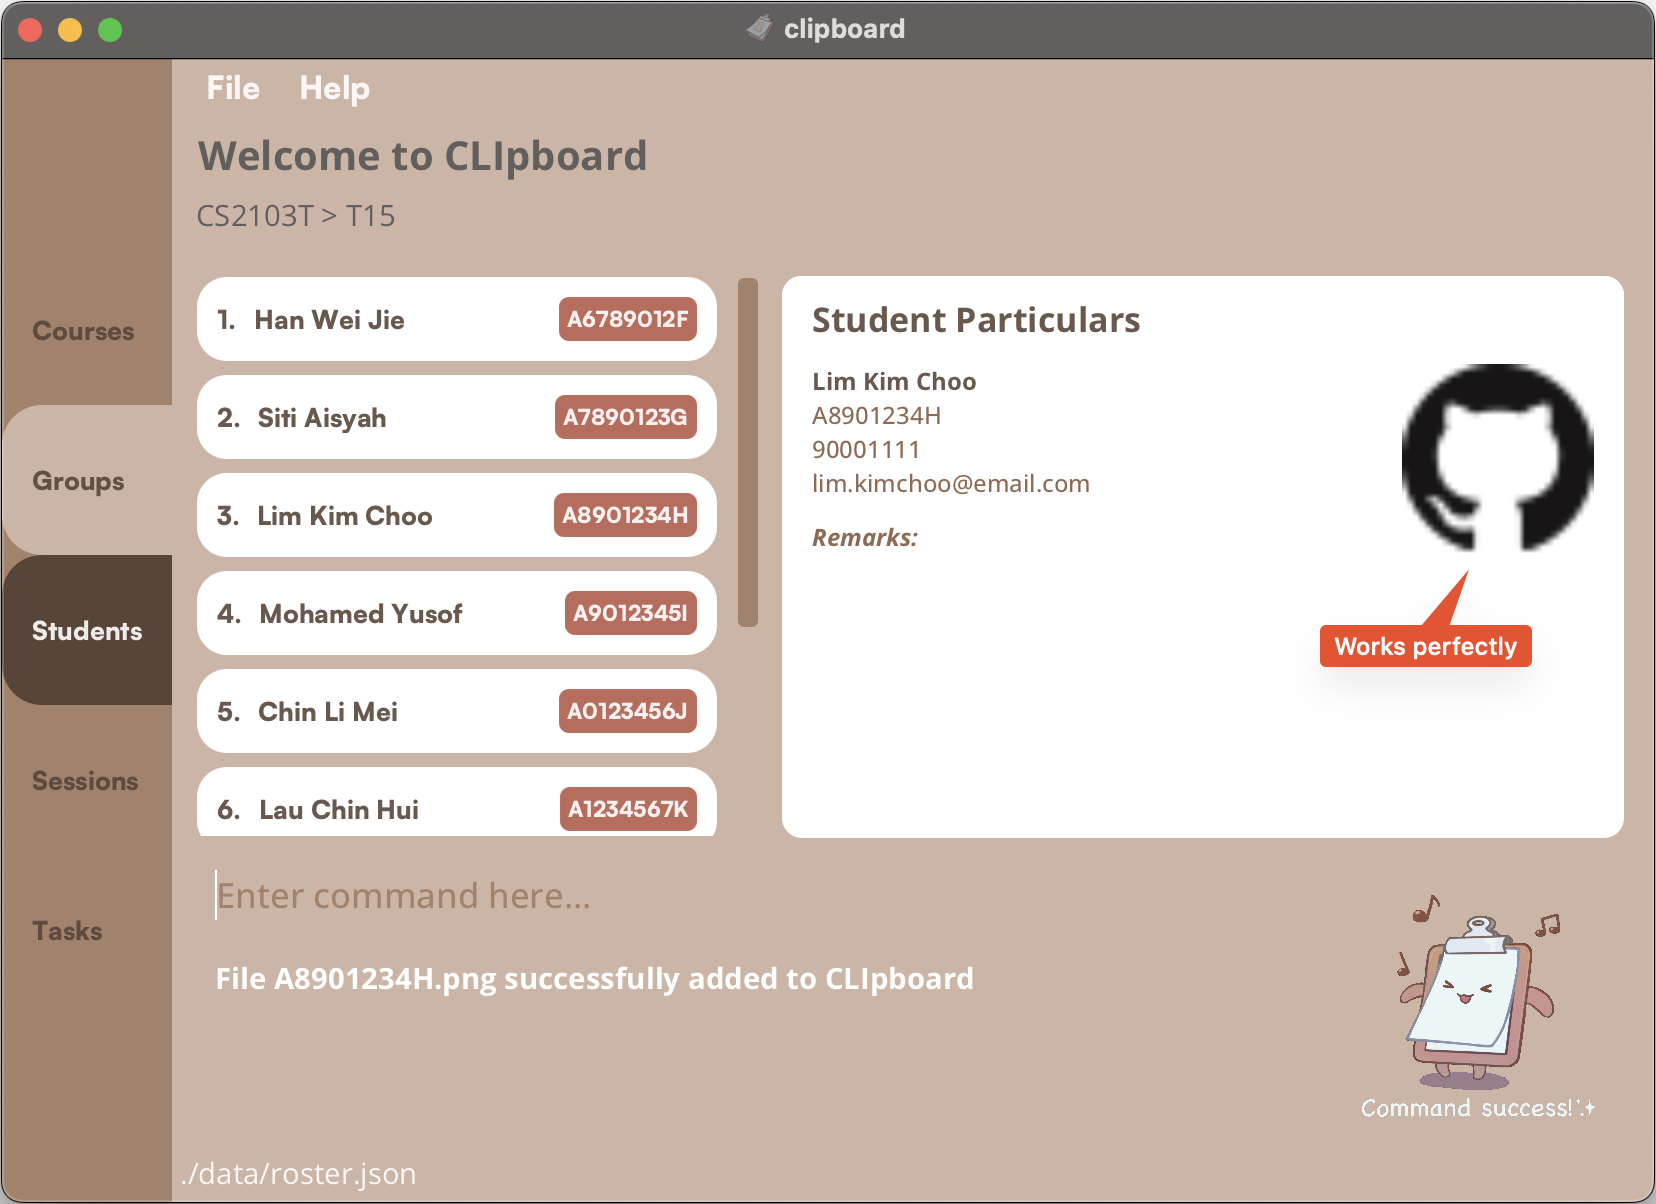 clipboard
File Help
Welcome to CLIpboard
CS2103T > T15
Courses
Groups
Students
Sessions
Tasks
1. Han Wei Jie A6789012F
2. Siti Aisyah A7890123G
3. Lim Kim Choo A8901234H
4. Mohamed Yusof A9012345I
5. Chin Li Mei A0123456J
6. Lau Chin Hui A1234567K
Student Particulars
Lim Kim Choo
A8901234H
90001111
lim.kimchoo@email.com
Remarks:
Works perfectly
Enter command here...
File A8901234H.png successfully added to CLIpboard
Command success!
./data/roster.json